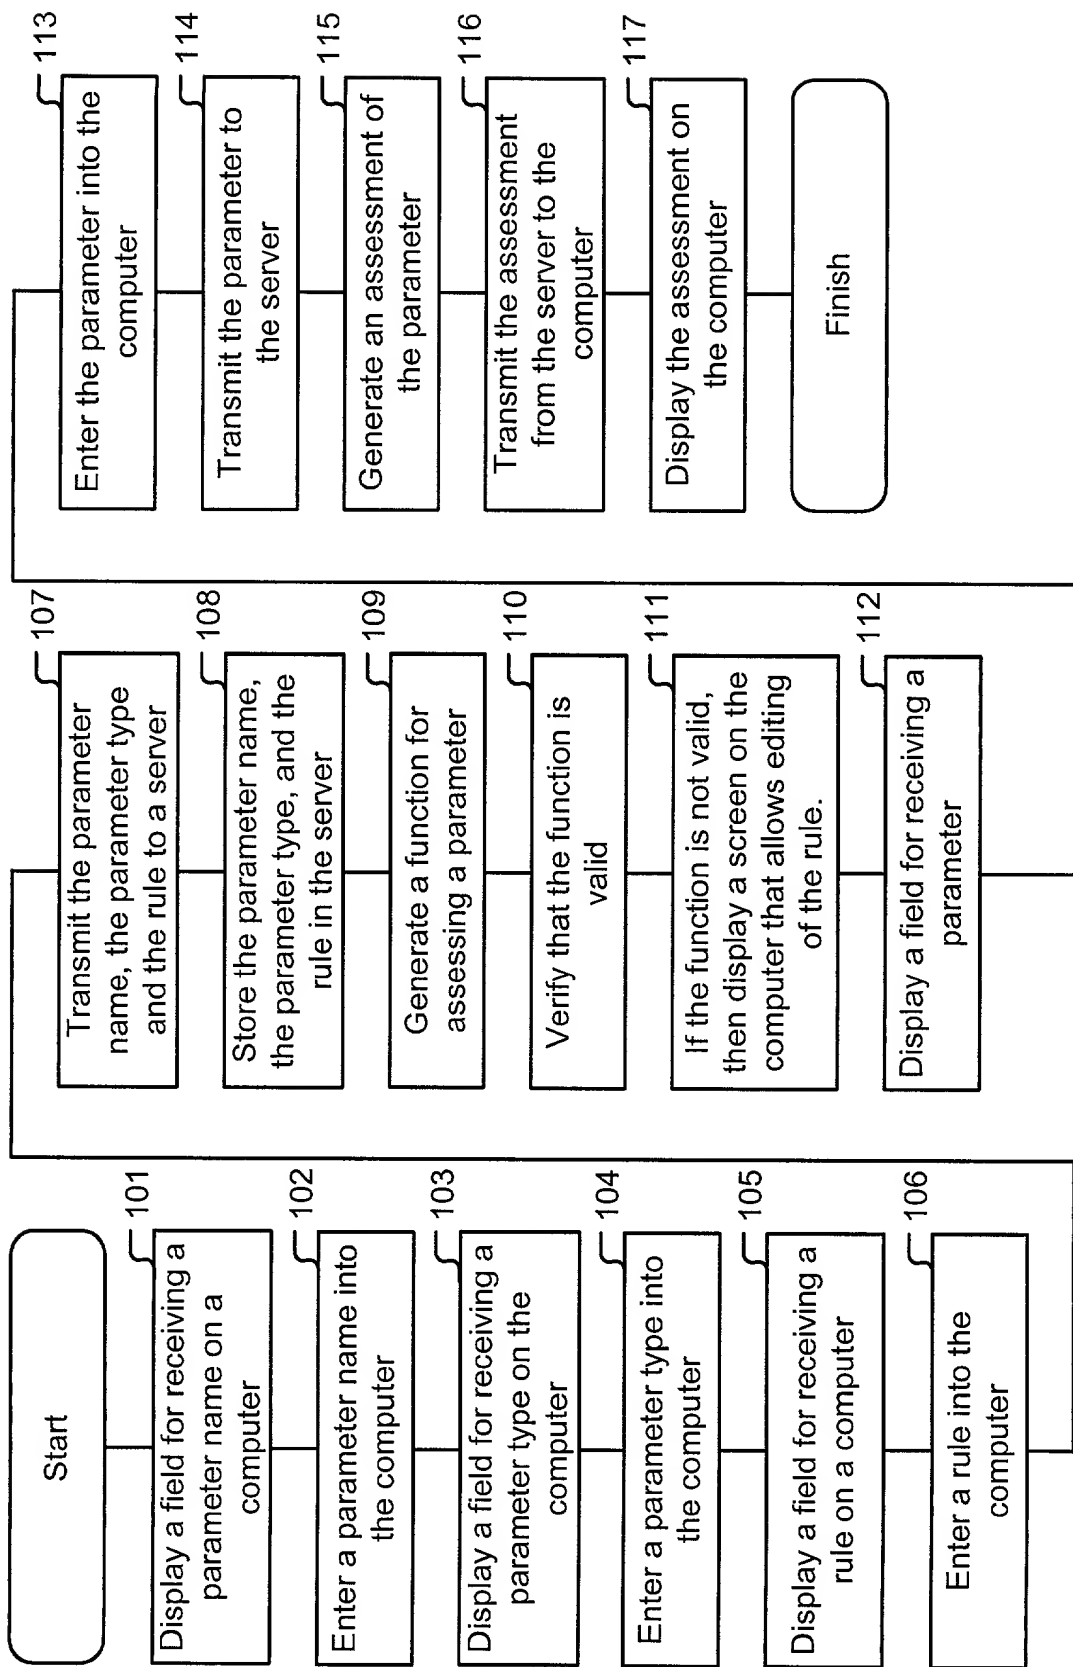 Start
101
Display a field for receiving a
parameter name on a
computer
102
Enter a parameter name into
the computer
103
Display a field for receiving a
parameter type on the
computer
104
Enter a parameter type into
the computer
105
Display a field for receiving a
rule on a computer
106
Enter a rule into the
computer
107
Transmit the parameter
name, the parameter type
and the rule to a server
108
Store the parameter name,
the parameter type, and the
rule in the server
109
Generate a function for
assessing a parameter
110
Verify that the function is
valid
111
If the function is not valid,
then display a screen on the
computer that allows editing
of the rule.
112
Display a field for receiving a
parameter
113
Enter the parameter into the
computer
114
Transmit the parameter to
the server
115
Generate an assessment of
the parameter
116
Transmit the assessment
from the server to the
computer
117
Display the assessment on
the computer
Finish